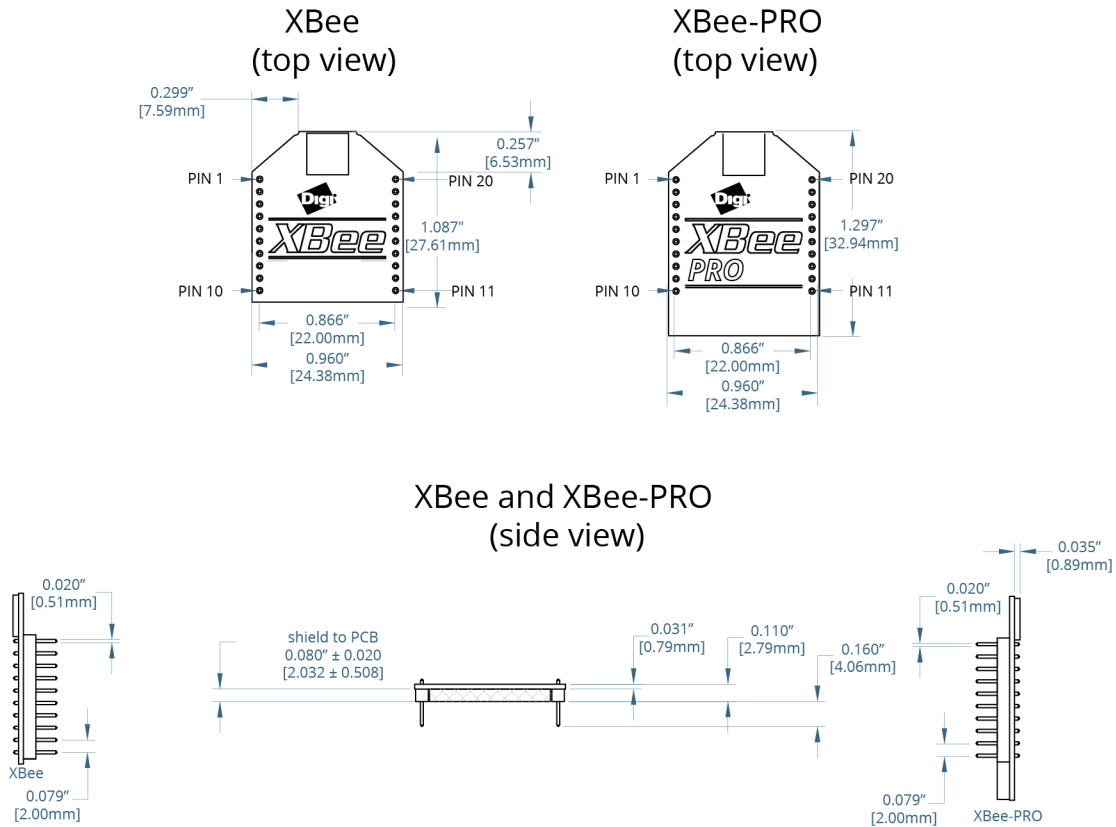 XBee
(top view)
XBee-PRO
(top view)
0.299”
[7.59mm]
0.257”
[6.53mm]
PIN 1
PIN 20
Digi
XBee
1.087"
[27.61mm]
PIN 10
PIN 11
0.866”
[22.00mm]
0.960”
[24.38mm]
PIN 1
PIN 20
Digi
XBee
PRO
1.297”
[32.94mm]
PIN 10
PIN 11
0.866”
[22.00mm]
0.960”
[24.38mm]
XBee and XBee-PRO
(side view)
0.020”
[0.51mm]
XBee
0.079”
[2.00mm]
shield to PCB
0.080” ± 0.020
[2.032 ± 0.508]
0.031”
[0.79mm]
0.110”
[2.79mm]
0.160”
[4.06mm]
0.035”
[0.89mm]
0.020”
[0.51mm]
0.079”
[2.00mm]
XBee-PRO